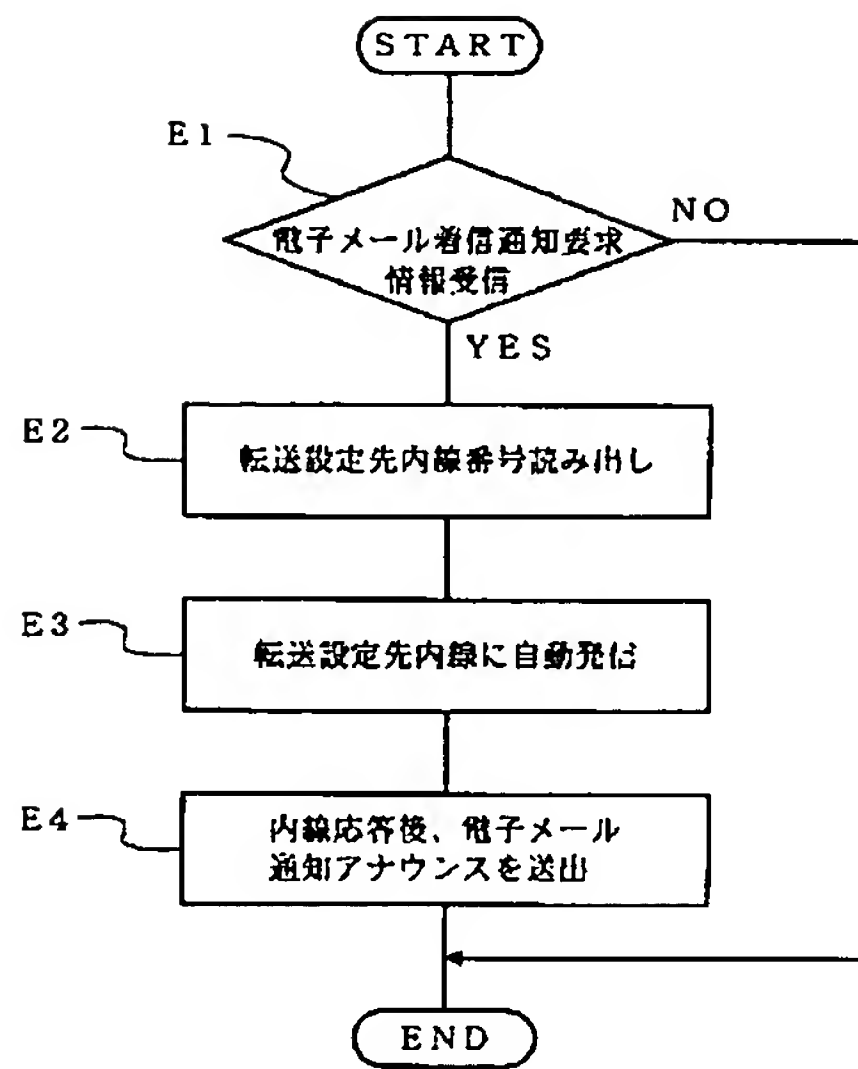 START
E1
NO
電子メール着信通知要求
情報受信
YES
E2
転送設定先内線番号読み出し
E3
転送設定先内線に自動発信
E4
内線応答後、電子メール
通知アナウンスを送出
END